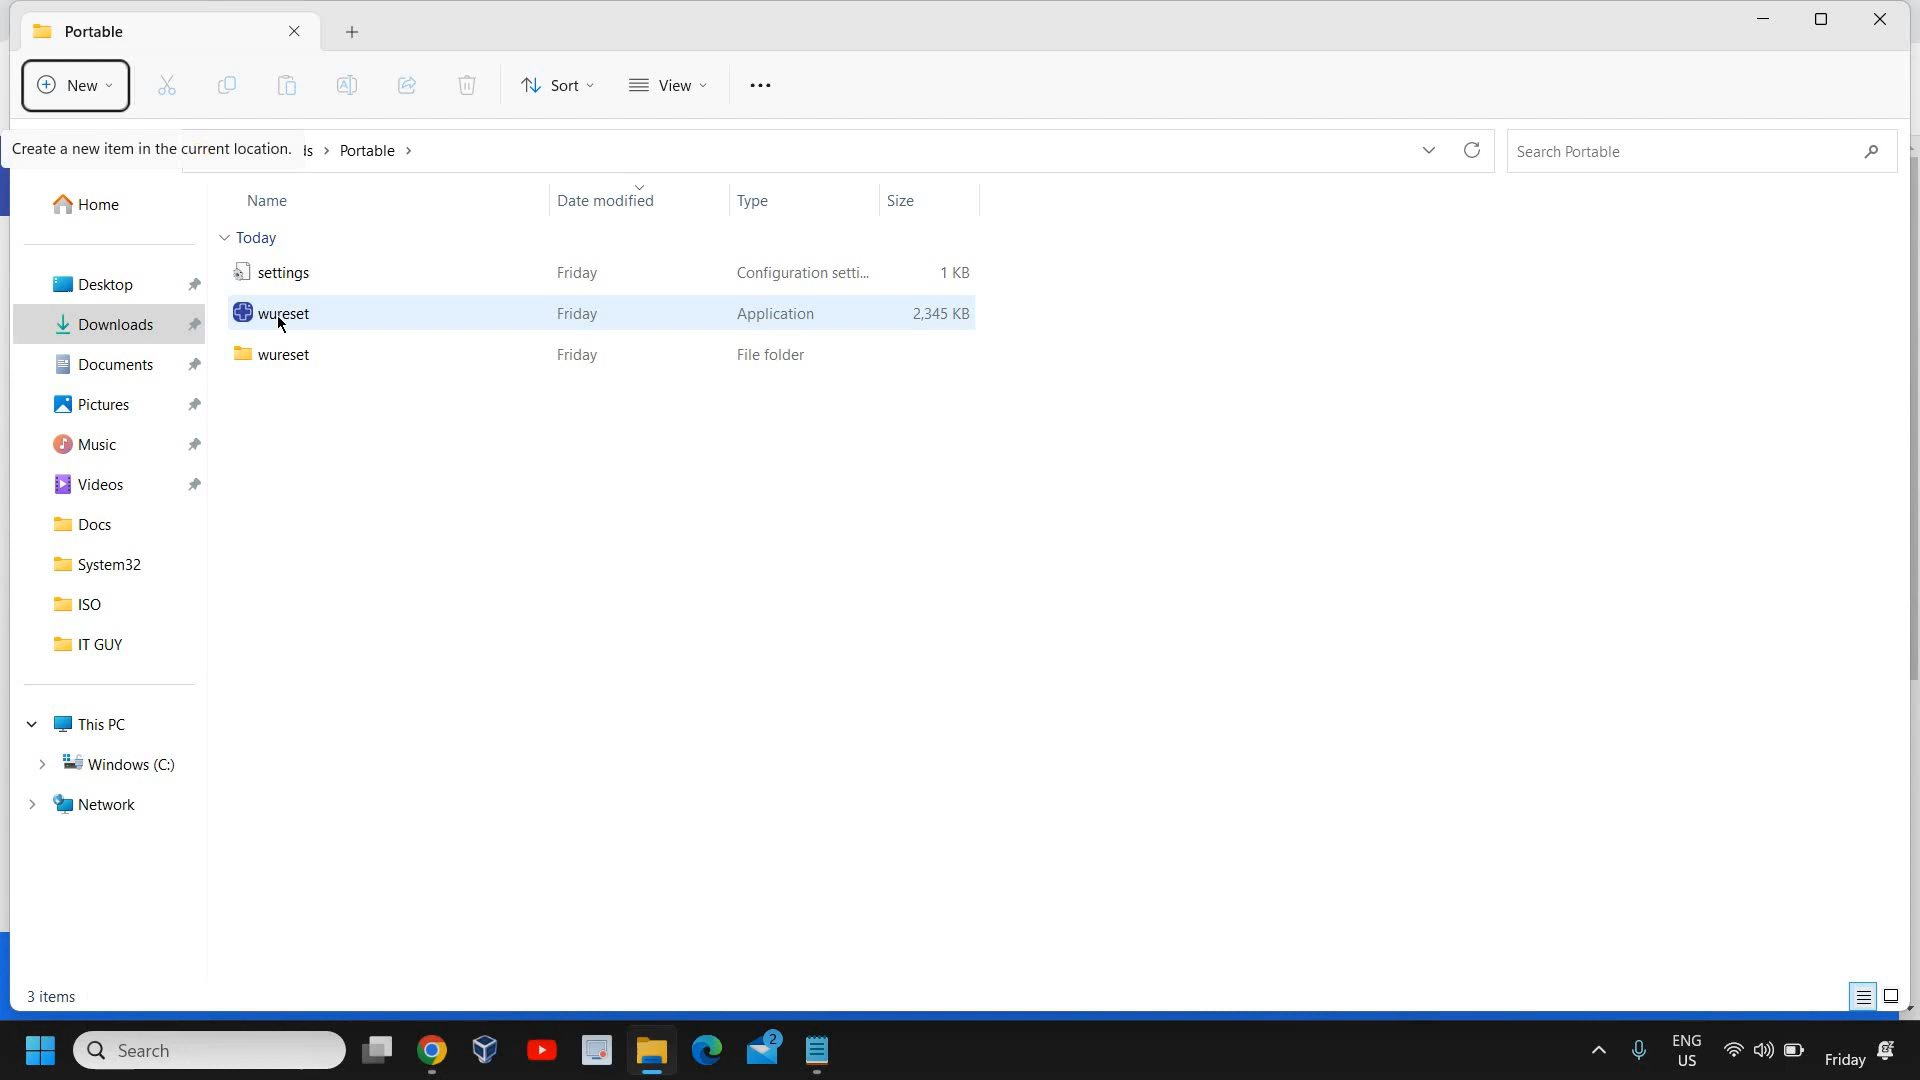 Portable
New
Sort
View
Create a new item in the current location.
ds > Portable >
Search Portable
Name
Date modified
Type
Size
Home
Today
settings
Friday
Configuration setti...
1 KB
Desktop
wureset
Friday
Application
2,345 KB
Downloads
wureset
Friday
File folder
Documents
Pictures
Music
Videos
Docs
System32
ISO
IT GUY
This PC
Windows (C:)
Network
3 items
Search
2
ENG
US
Friday